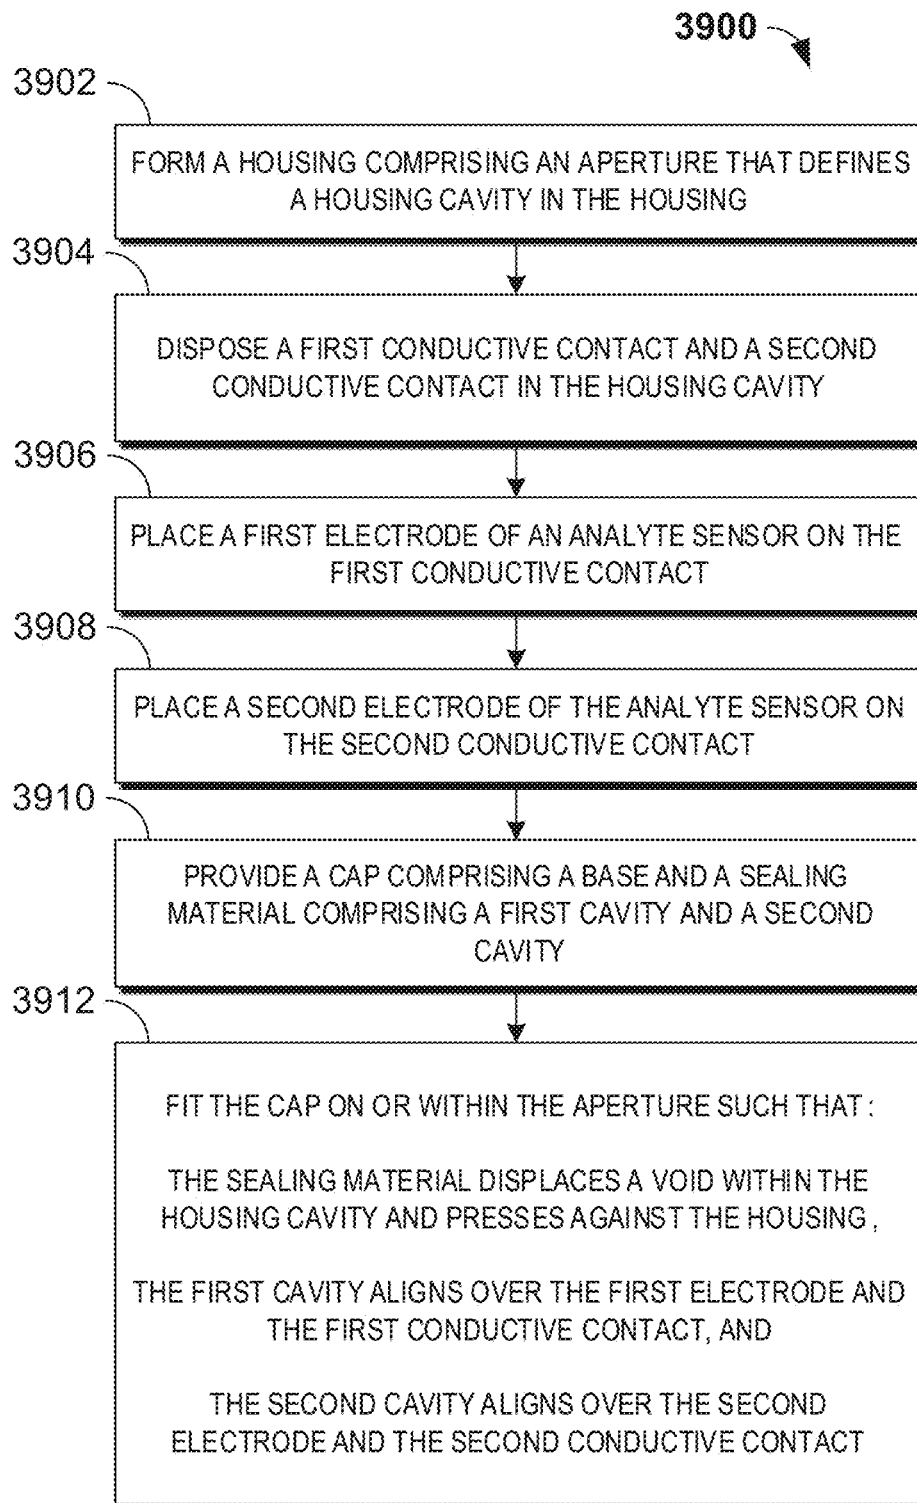 3900
3902
FORM A HOUSING COMPRISING AN APERTURE THAT DEFINES
A HOUSING CAVITY IN THE HOUSING
3904
DISPOSE A FIRST CONDUCTIVE CONTACT AND A SECOND
CONDUCTIVE CONTACT IN THE HOUSING CAVITY
3906
PLACE A FIRST ELECTRODE OF AN ANALYTE SENSOR ON THE
FIRST CONDUCTIVE CONTACT
3908
PLACE A SECOND ELECTRODE OF THE ANALYTE SENSOR ON
THE SECOND CONDUCTIVE CONTACT
3910
PROVIDE A CAP COMPRISING A BASE AND A SEALING
MATERIAL COMPRISING A FIRST CAVITY AND A SECOND
CAVITY
3912
FIT THE CAP ON OR WITHIN THE APERTURE SUCH THAT :
THE SEALING MATERIAL DISPLACES A VOID WITHIN THE
HOUSING CAVITY AND PRESSES AGAINST THE HOUSING ,
THE FIRST CAVITY ALIGNS OVER THE FIRST ELECTRODE AND
THE FIRST CONDUCTIVE CONTACT, AND
THE SECOND CAVITY ALIGNS OVER THE SECOND
ELECTRODE AND THE SECOND CONDUCTIVE CONTACT